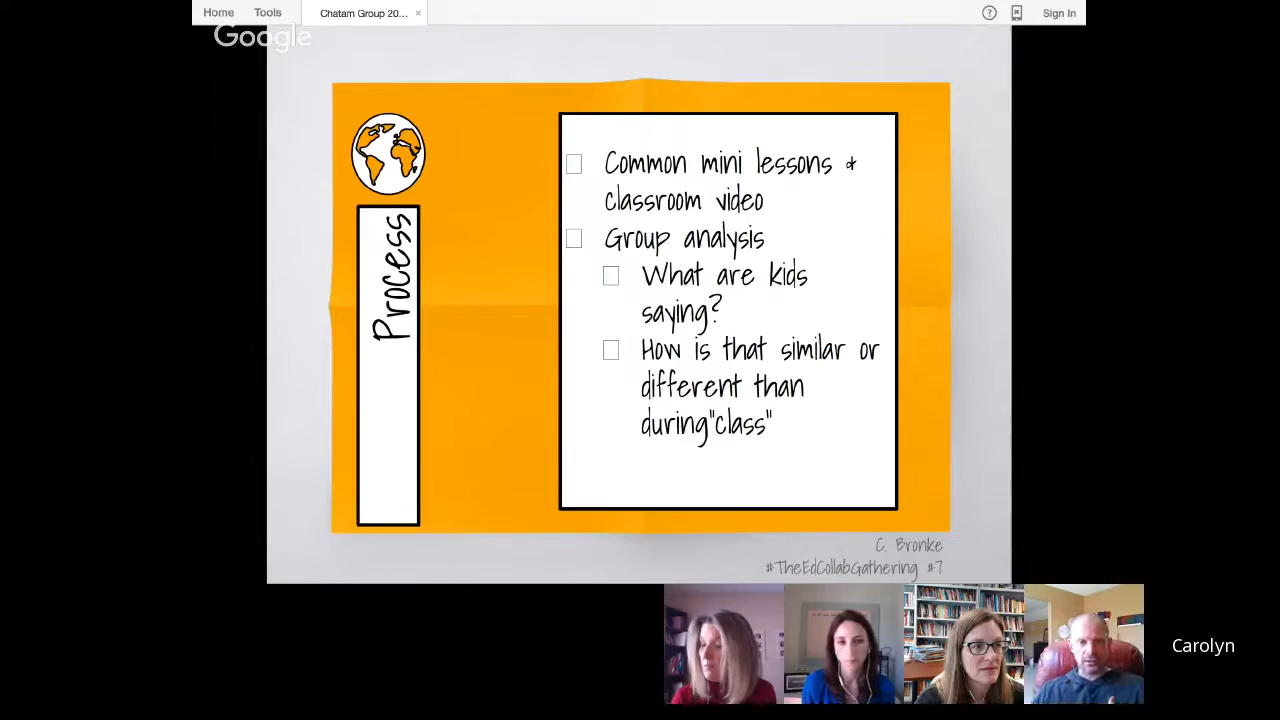 Home Tools Chatam Group 20... × ? Sign In
Google
Process
Common mini lessons &
classroom video
Group analysis
What are kids
saying?
How is that similar or
different than
during"class"
C. Bronke
#TheEdCollabGathering #7
Carolyn